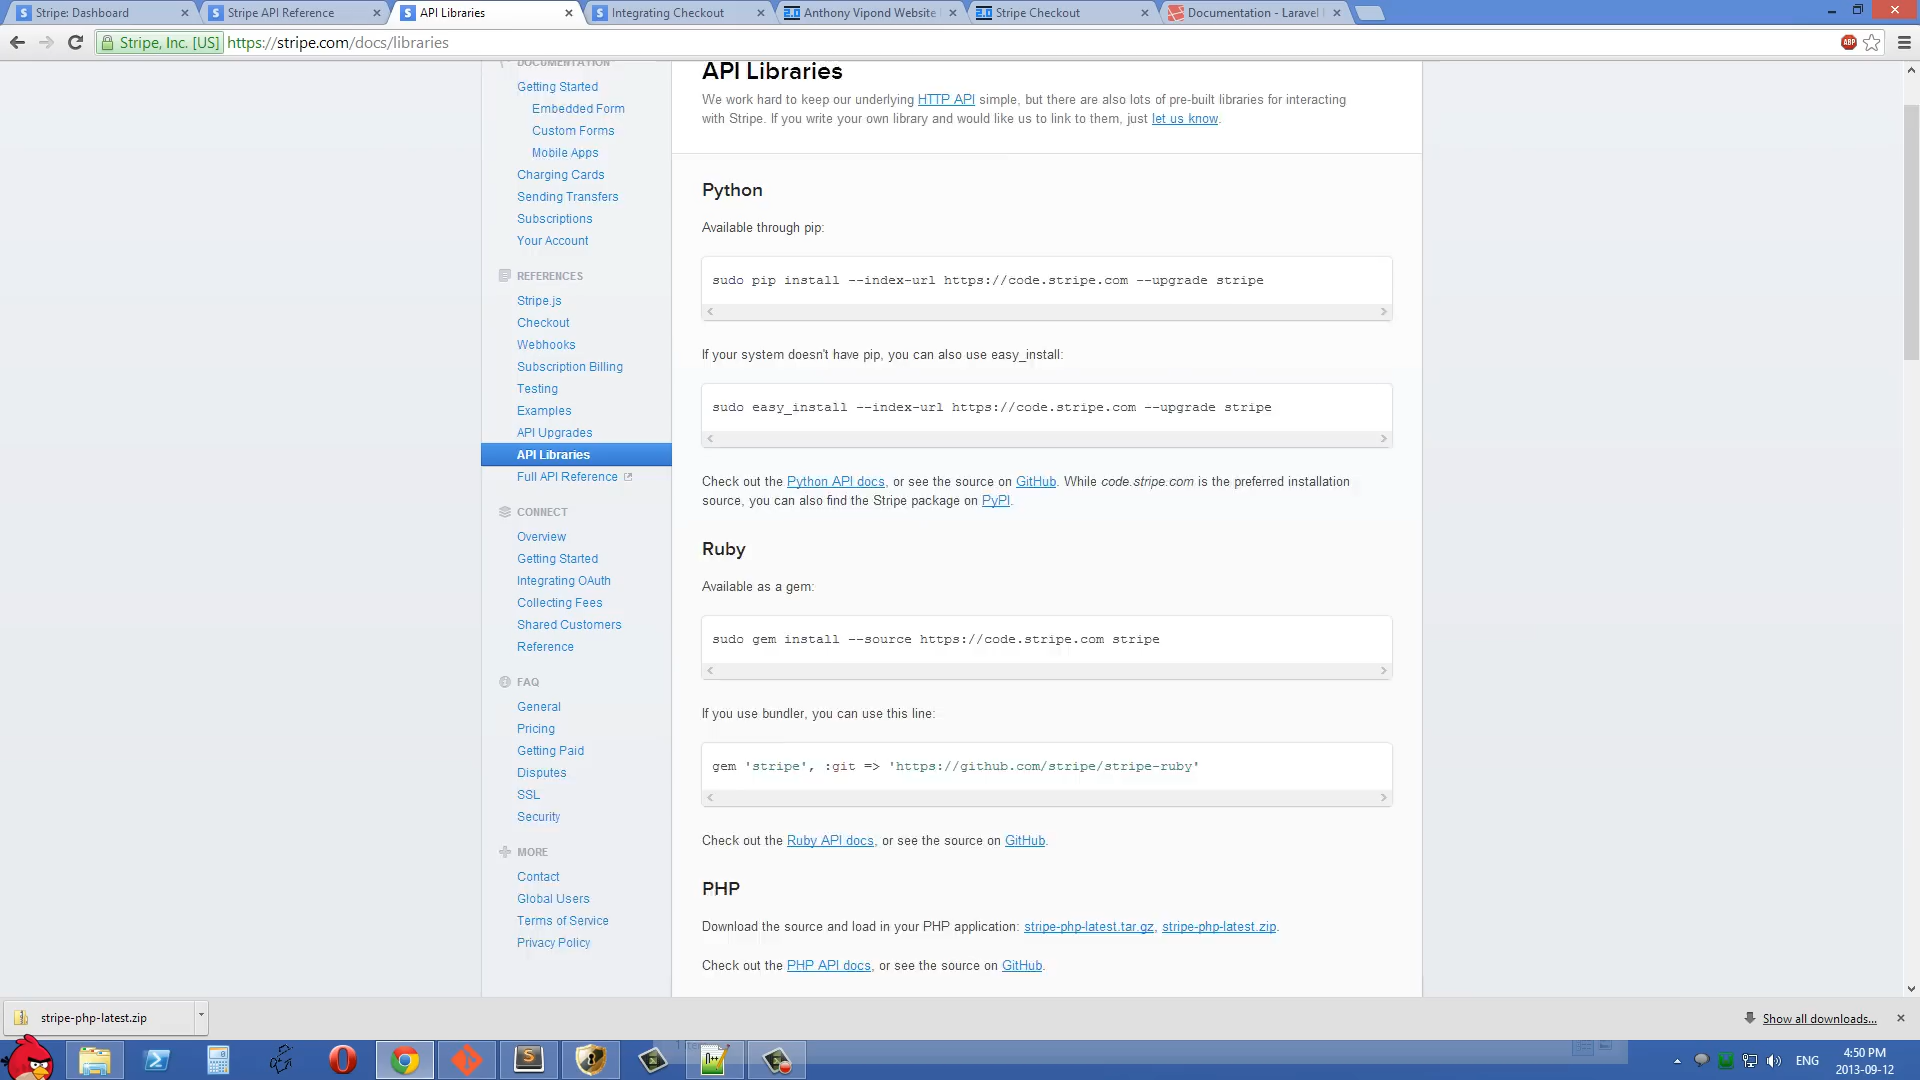 Stripe: Dashboard
Stripe API Reference
API Libraries
Integrating Checkout
Anthony Vipond Website
Stripe Checkout
Documentation - Laravel
Stripe, Inc. [US]
https://stripe.com/docs/libraries
ABP
DOCUMENTATION
Getting Started
Embedded Form
Custom Forms
Mobile Apps
Charging Cards
Sending Transfers
Subscriptions
Your Account
REFERENCES
Stripe.js
Checkout
Webhooks
Subscription Billing
Testing
Examples
API Upgrades
API Libraries
Full API Reference
CONNECT
Overview
Getting Started
Integrating OAuth
Collecting Fees
Shared Customers
Reference
FAQ
General
Pricing
Getting Paid
Disputes
SSL
Security
MORE
Contact
Global Users
Terms of Service
Privacy Policy
API Libraries
We work hard to keep our underlying HTTP API simple, but there are also lots of pre-built libraries for interacting
with Stripe. If you write your own library and would like us to link to them, just let us know.
Python
Available through pip:
sudo pip install --index-url https://code.stripe.com --upgrade stripe
If your system doesn't have pip, you can also use easy_install:
sudo easy_install --index-url https://code.stripe.com --upgrade stripe
Check out the Python API docs, or see the source on GitHub. While code.stripe.com is the preferred installation
source, you can also find the Stripe package on PyPI.
Ruby
Available as a gem:
sudo gem install --source https://code.stripe.com stripe
If you use bundler, you can use this line:
gem 'stripe', :git => 'https://github.com/stripe/stripe-ruby'
Check out the Ruby API docs, or see the source on GitHub.
PHP
Download the source and load in your PHP application: stripe-php-latest.tar.gz, stripe-php-latest.zip.
Check out the PHP API docs, or see the source on GitHub.
stripe-php-latest.zip
Show all downloads...
ENG
4:50 PM
2013-09-12